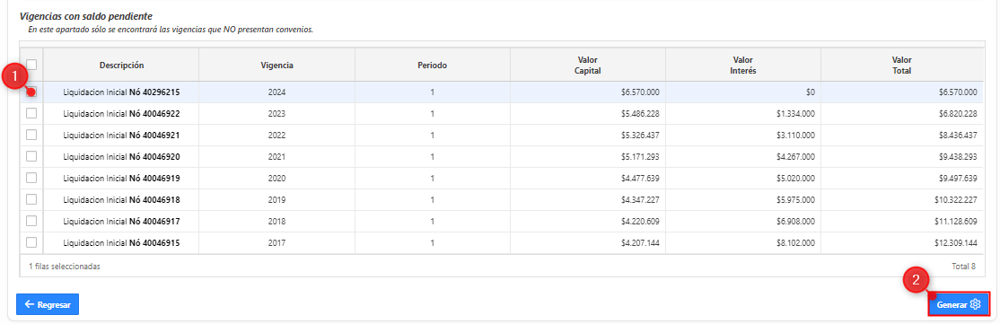 Vigencias con saldo pendiente
En este apartado sólo se encontrará las vigencias que NO presentan convenios.
Descripción Vigencia Periodo Valor Capital Valor Interés Valor Total
1
Liquidacion Inicial Nó 40296215 2024 1 $6.570.000 $0 $6.570.000
Liquidacion Inicial Nó 40046922 2023 1 $5.486.228 $1.334.000 $6.820.228
Liquidacion Inicial Nó 40046921 2022 1 $5.326.437 $3.110.000 $8.436.437
Liquidacion Inicial Nó 40046920 2021 1 $5.171.293 $4.267.000 $9.438.293
Liquidacion Inicial Nó 40046919 2020 1 $4.477.639 $5.020.000 $9.497.639
Liquidacion Inicial Nó 40046918 2019 1 $4.347.227 $5.975.000 $10.322.227
Liquidacion Inicial Nó 40046917 2018 1 $4.220.609 $6.908.000 $11.128.609
Liquidacion Inicial Nó 40046915 2017 1 $4.207.144 $8.102.000 $12.309.144
1 filas seleccionadas Total 8
2
Regresar Generar